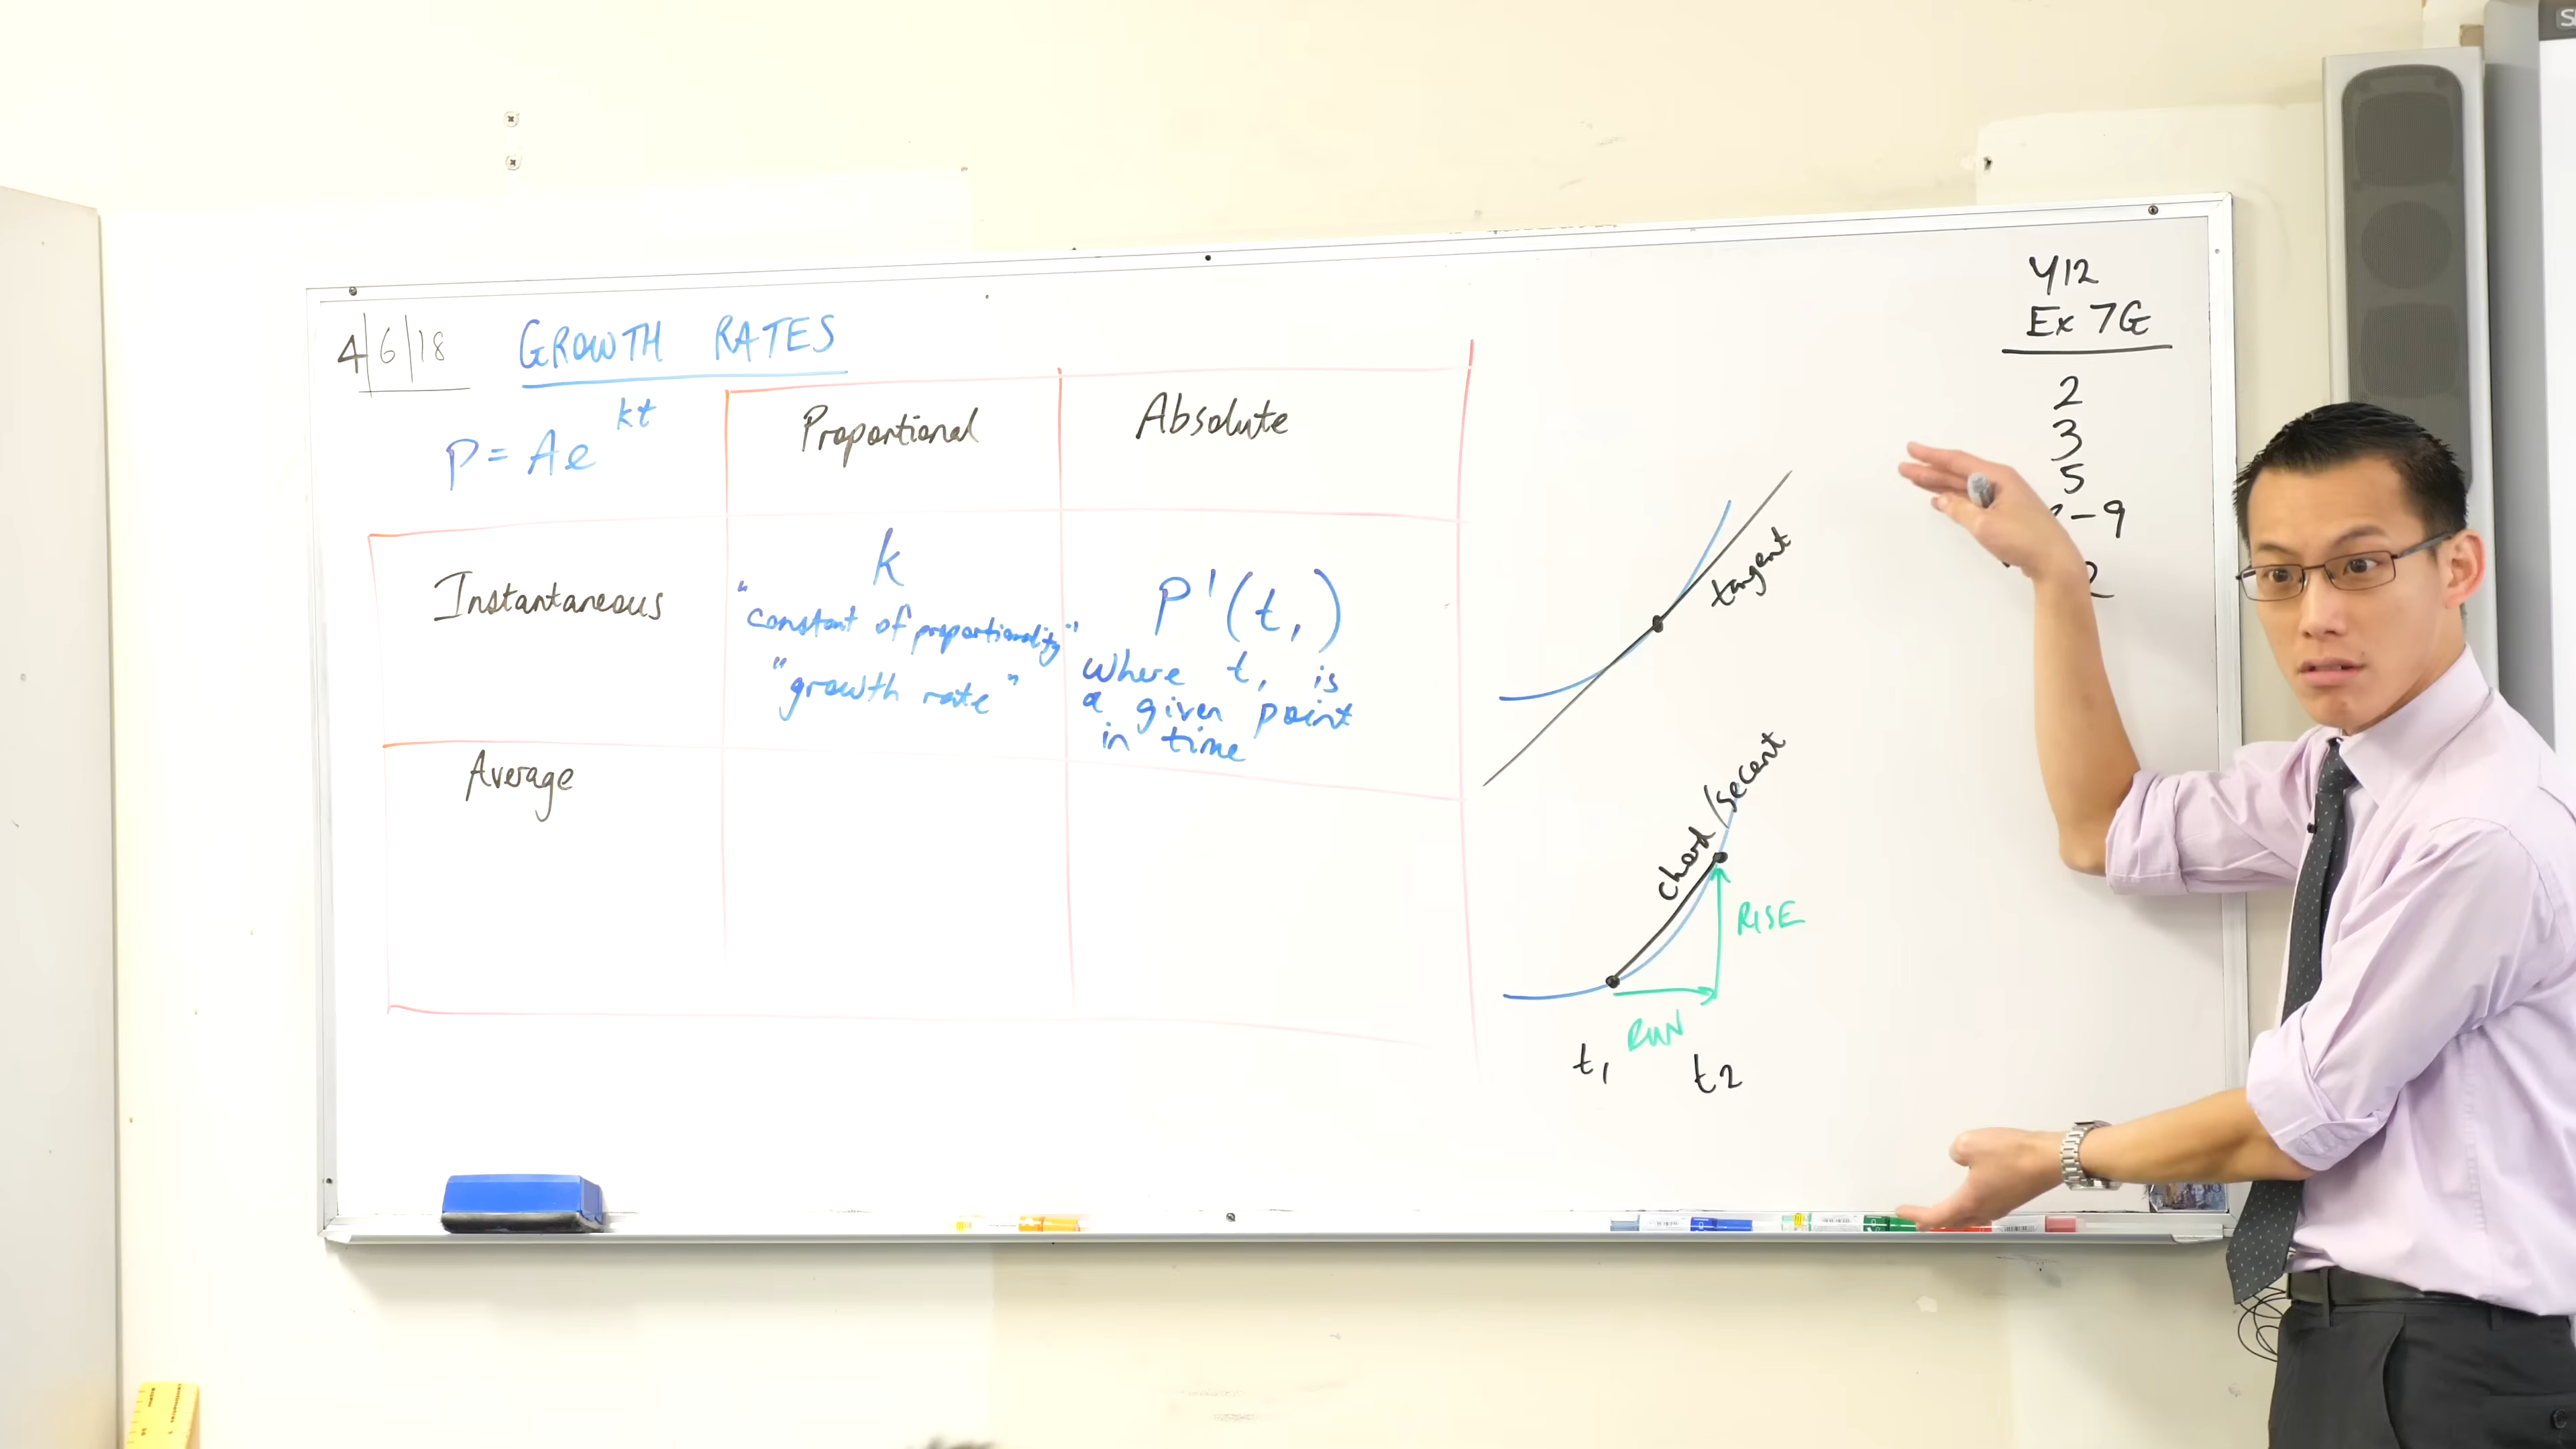 4/6/18 GROWTH RATES
P = Ae^kt
Proportional
Absolute
Instantaneous
k
"constant of proportionality"
"growth rate"
P'(t₁)
where t₁ is
a given point
in time
Average
tangent
chord/secant
RISE
RUN
t₁
t2
Y12
Ex 7G
2
3
5
-9
2